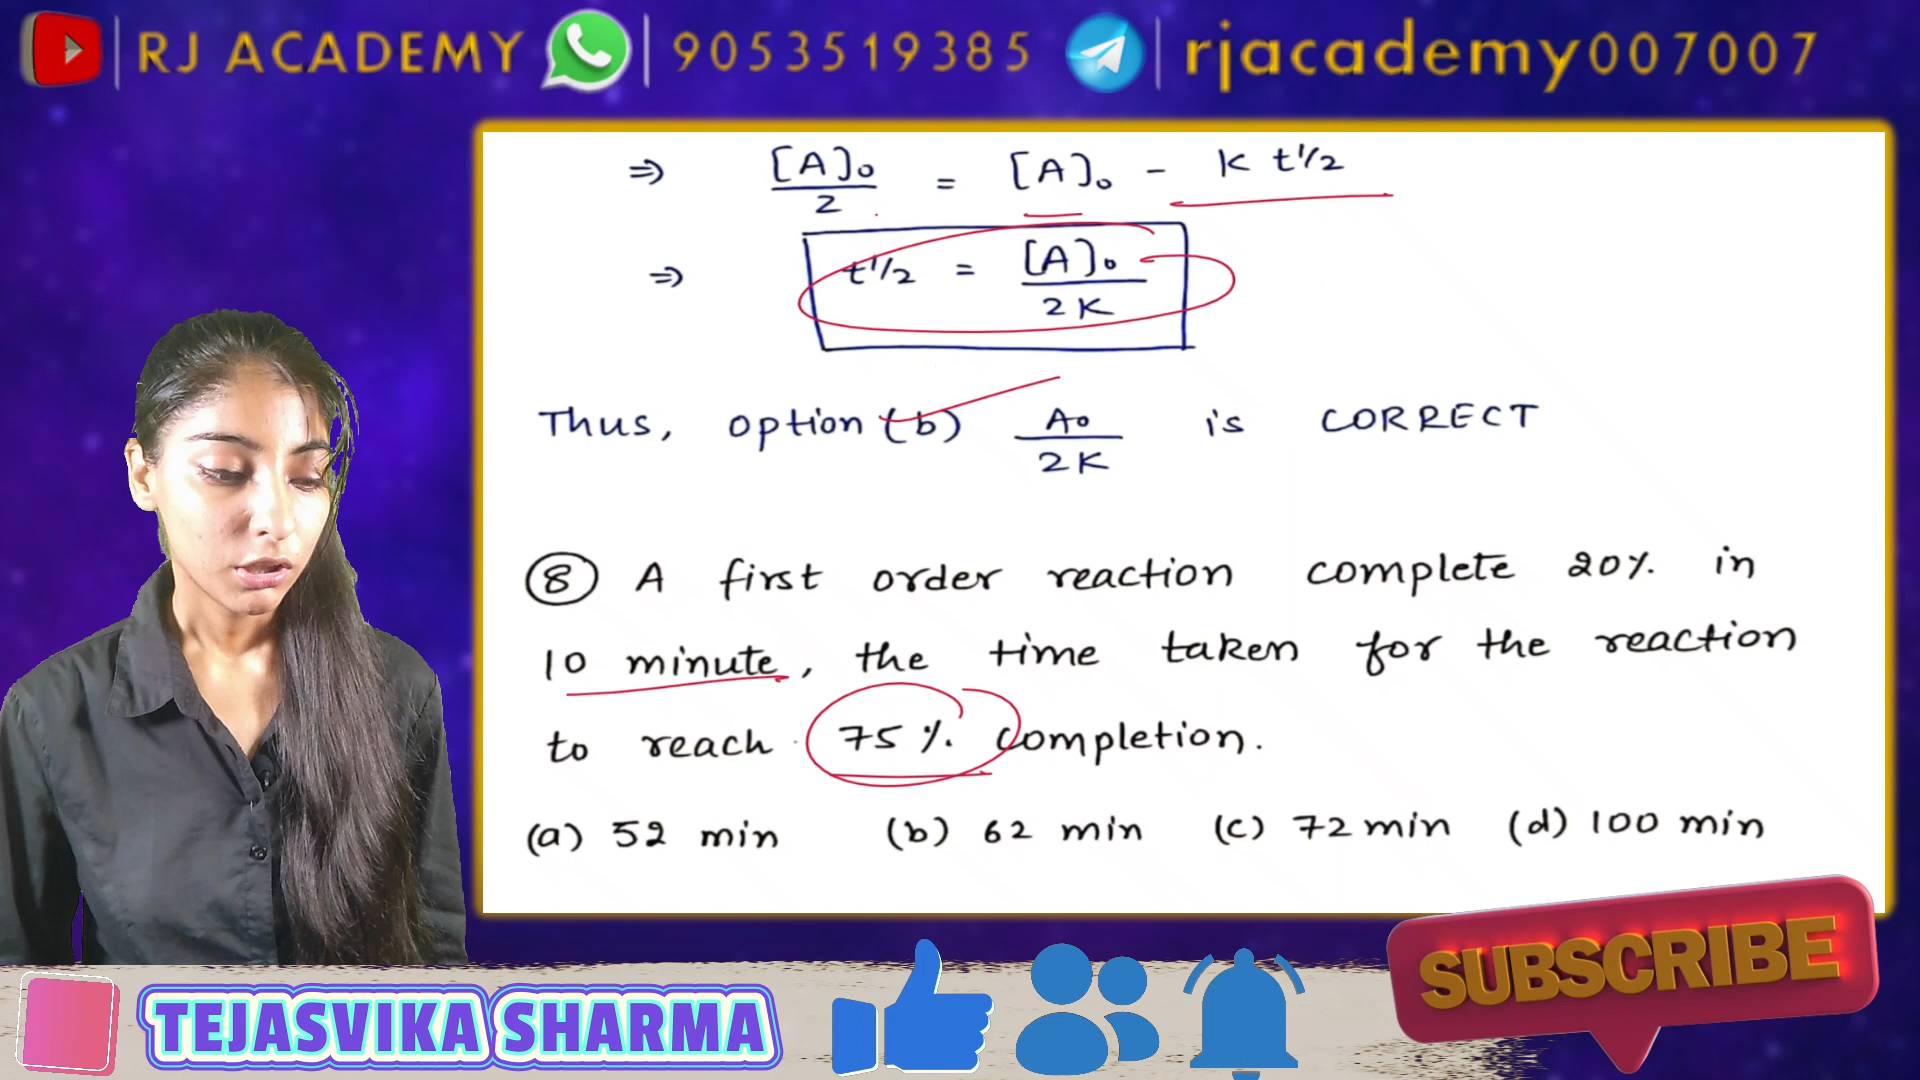 RJ ACADEMY 9053519385 rjacademy007007
⇒ [A]₀/2 = [A]₀ - K t1/2
⇒ t1/2 = [A]₀/2K
Thus, option (b) A₀/2K is CORRECT
⑧ A first order reaction complete 20% in
10 minute, the time taken for the reaction
to reach 75% completion.
(a) 52 min (b) 62 min (c) 72 min (d) 100 min
SUBSCRIBE
TEJASVIKA SHARMA